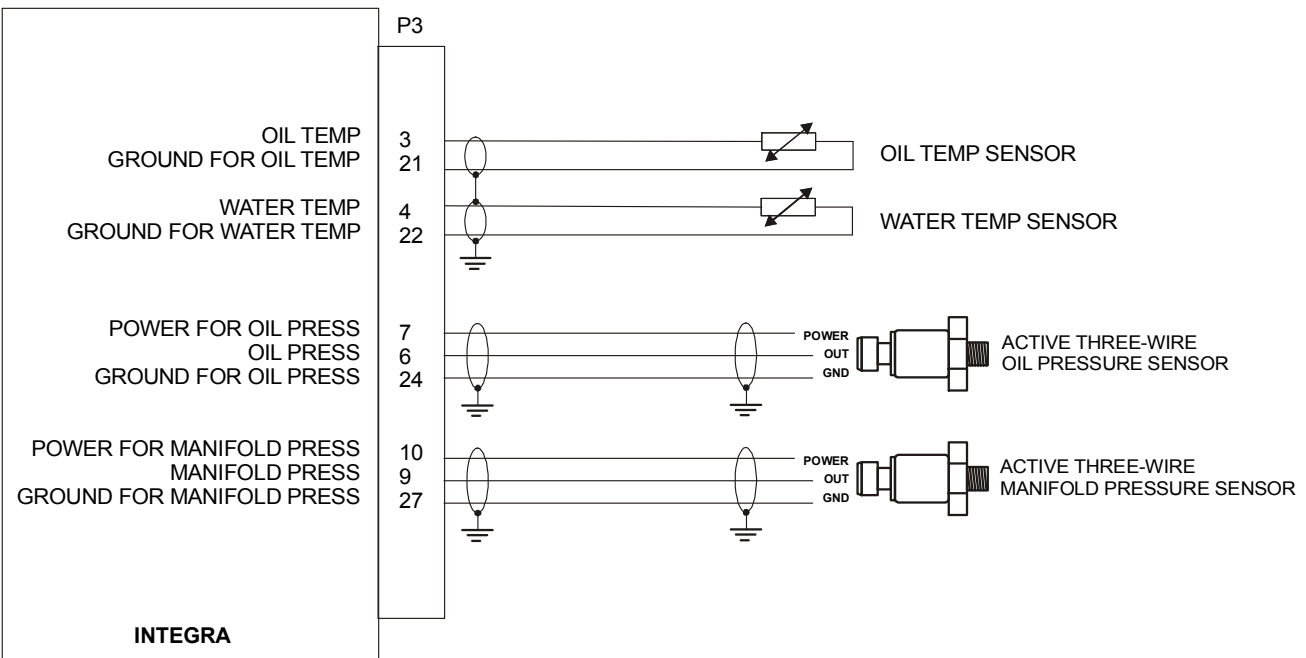 P3
OIL TEMP 3
GROUND FOR OIL TEMP 21
OIL TEMP SENSOR
WATER TEMP 4
GROUND FOR WATER TEMP 22
WATER TEMP SENSOR
POWER FOR OIL PRESS 7 POWER
OIL PRESS 6 OUT
GROUND FOR OIL PRESS 24 GND
ACTIVE THREE-WIRE
OIL PRESSURE SENSOR
POWER FOR MANIFOLD PRESS 10 POWER
MANIFOLD PRESS 9 OUT
GROUND FOR MANIFOLD PRESS 27 GND
ACTIVE THREE-WIRE
MANIFOLD PRESSURE SENSOR
INTEGRA